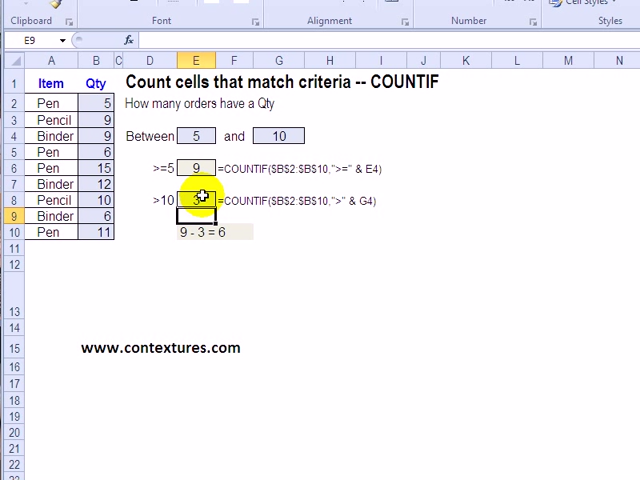 Cell Styles
Clipboard Font Alignment Number Styles
E9 fx
A B C D E F G H I J K L M N
1 Item Qty Count cells that match criteria -- COUNTIF
2 Pen 5 How many orders have a Qty
3 Pencil 9
4 Binder 9 Between 5 and 10
5 Pen 6
6 Pen 15 >=5 9 =COUNTIF($B$2:$B$10,">=" & E4)
7 Binder 12
8 Pencil 10 >10 3 =COUNTIF($B$2:$B$10,">" & G4)
9 Binder 6
10 Pen 11 9 - 3 = 6
11
12
13
14
15 www.contextures.com
16
17
18
19
20
21
22